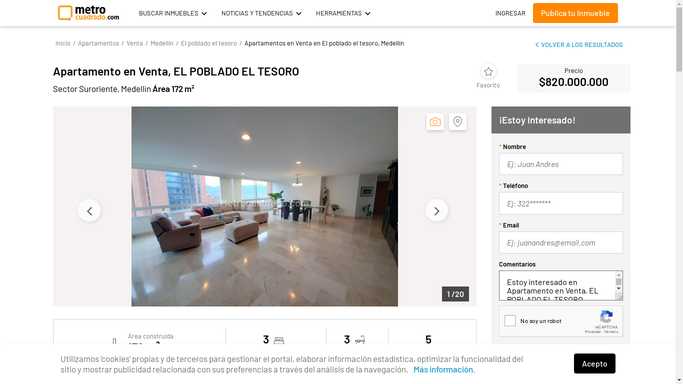 metro
cuadrado.com
BUSCAR INMUEBLES
NOTICIAS Y TENDENCIAS
HERRAMIENTAS
INGRESAR
Publica tu inmueble
Inicio / Apartamentos / Venta / Medellín / El poblado el tesoro / Apartamentos en Venta en El poblado el tesoro, Medellín
VOLVER A LOS RESULTADOS
Apartamento en Venta, EL POBLADO EL TESORO
Sector Suroriente, Medellín Área 172 m²
Favorito
Precio
$820.000.000
¡Estoy Interesado!
* Nombre
Ej: Juan Andres
* Teléfono
Ej: 322*******
* Email
Ej: juanandres@email.com
Comentarios
Estoy interesado en
Apartamento en Venta, EL
POBLADO EL TESORO
No soy un robot
reCAPTCHA
Privacidad - Términos
1 / 20
Área construida
3
3
5
Utilizamos 'cookies' propias y de terceros para gestionar el portal, elaborar información estadística, optimizar la funcionalidad del
sitio y mostrar publicidad relacionada con sus preferencias a través del análisis de la navegación. Más información.
Acepto